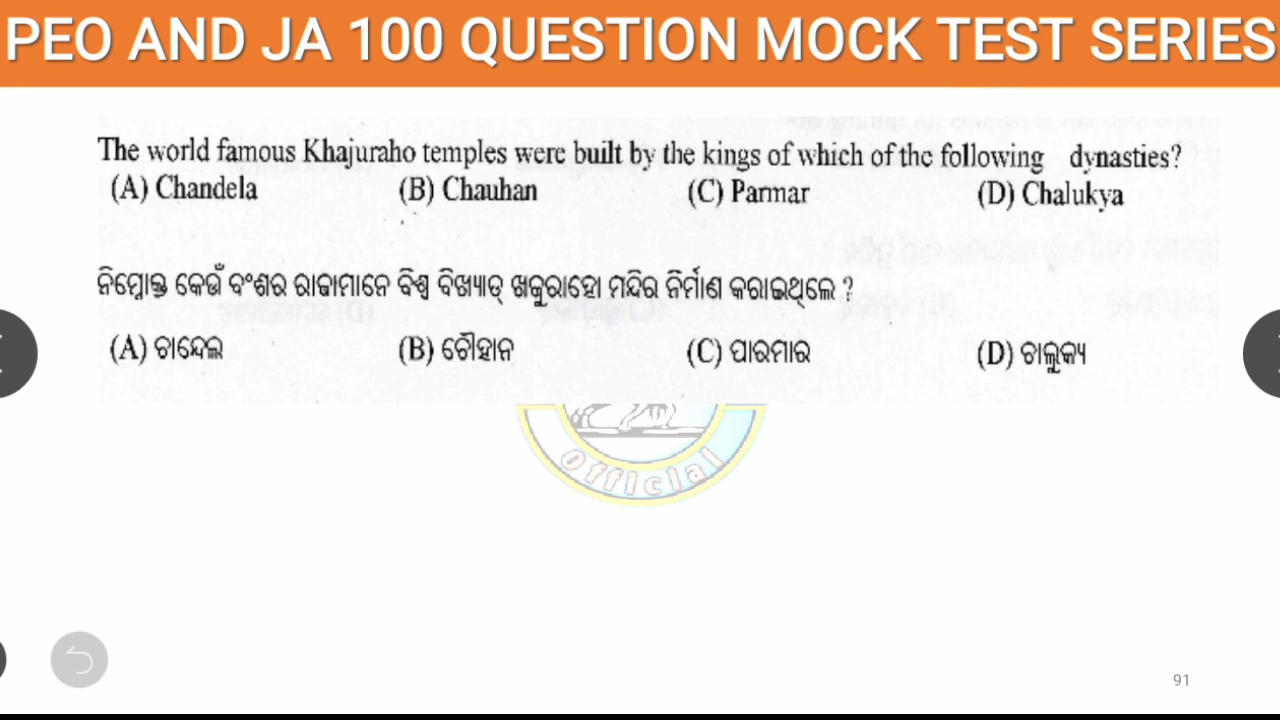 PEO AND JA 100 QUESTION MOCK TEST SERIES
The world famous Khajuraho temples were built by the kings of which of the following dynasties?
(A) Chandela (B) Chauhan (C) Parmar (D) Chalukya
ନିମ୍ନୋକ୍ତ କେଉଁ ବଂଶର ରାଜାମାନେ ବିଶ୍ୱ ବିଖ୍ୟାତ୍ ଖଜୁରାହୋ ମନ୍ଦିର ନିର୍ମାଣ କରାଇଥିଲେ ?
(A) ଚାନ୍ଦେଲ (B) ଚୌହାନ (C) ପାରମାର (D) ଚାଲୁକ୍ୟ
Official
91